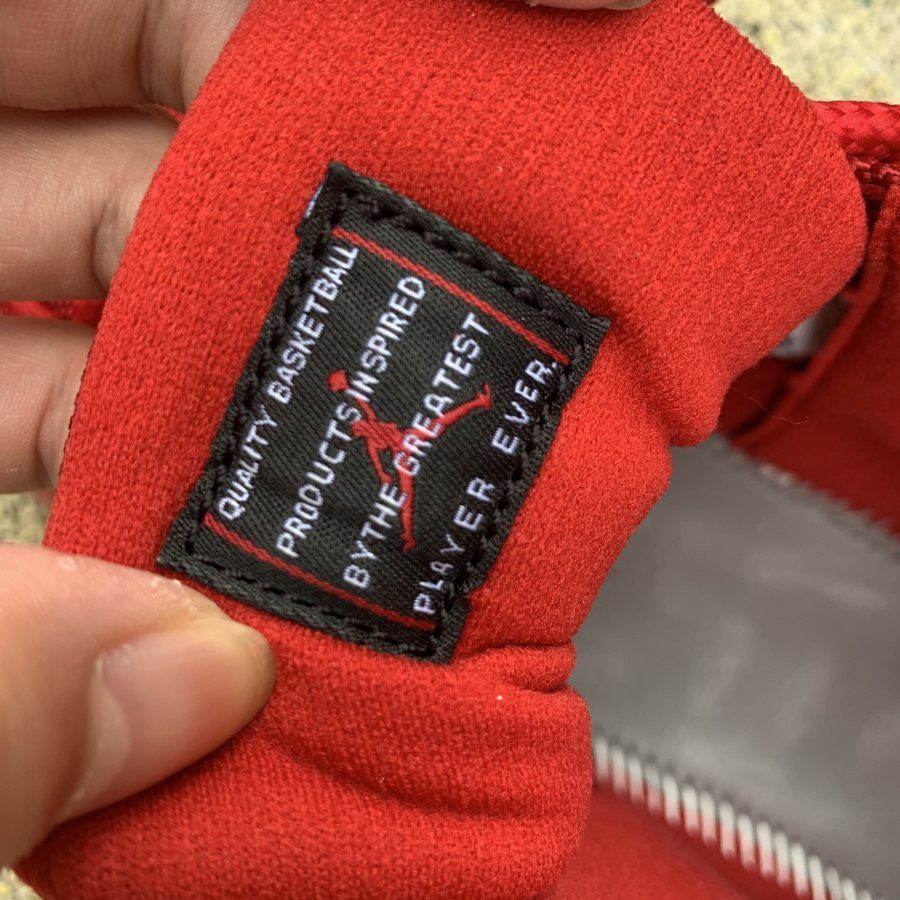 QUALITY BASKETBALL
PRODUCTS INSPIRED
BY THE GREATEST
PLAYER EVER.